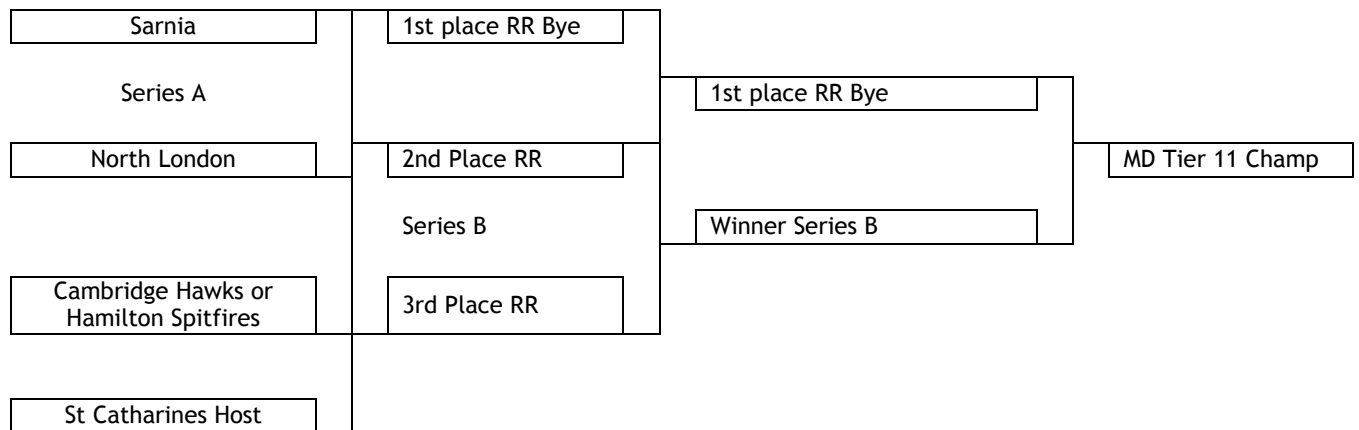 Sarnia
1st place RR Bye
Series A
1st place RR Bye
North London
2nd Place RR
MD Tier 11 Champ
Series B
Winner Series B
Cambridge Hawks or
Hamilton Spitfires
3rd Place RR
St Catharines Host